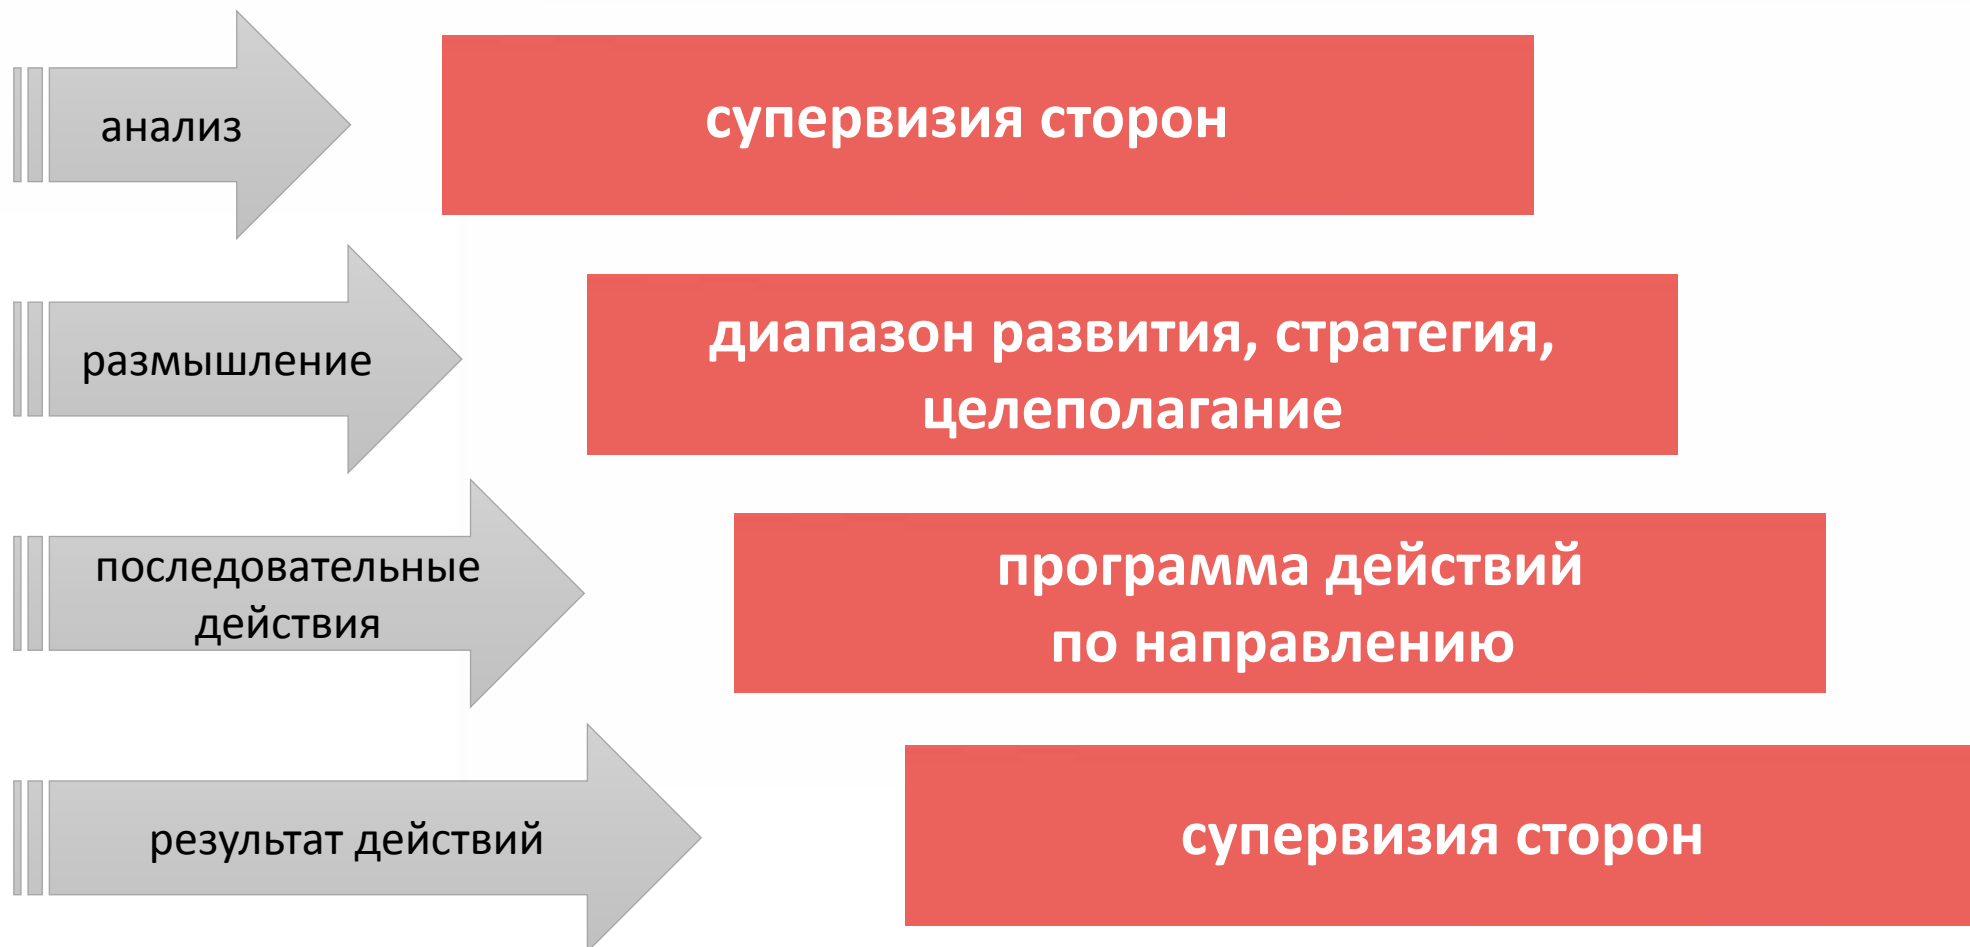 анализ
супервизия сторон
размышление
диапазон развития, стратегия,
целеполагание
последовательные
действия
программа действий
по направлению
результат действий
супервизия сторон